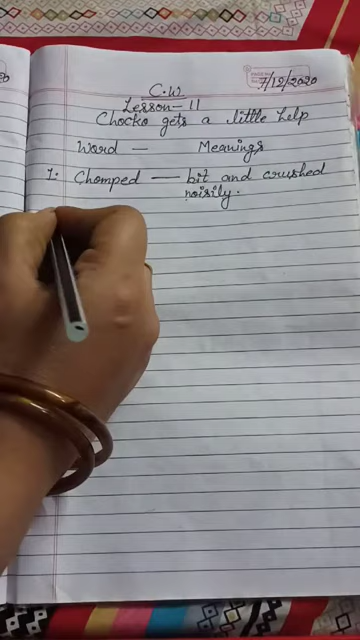 C.W
7/12/2020
Lesson-11
Chocko gets a little help
Word — Meanings
1. Chomped — bit and crushed
noisily.